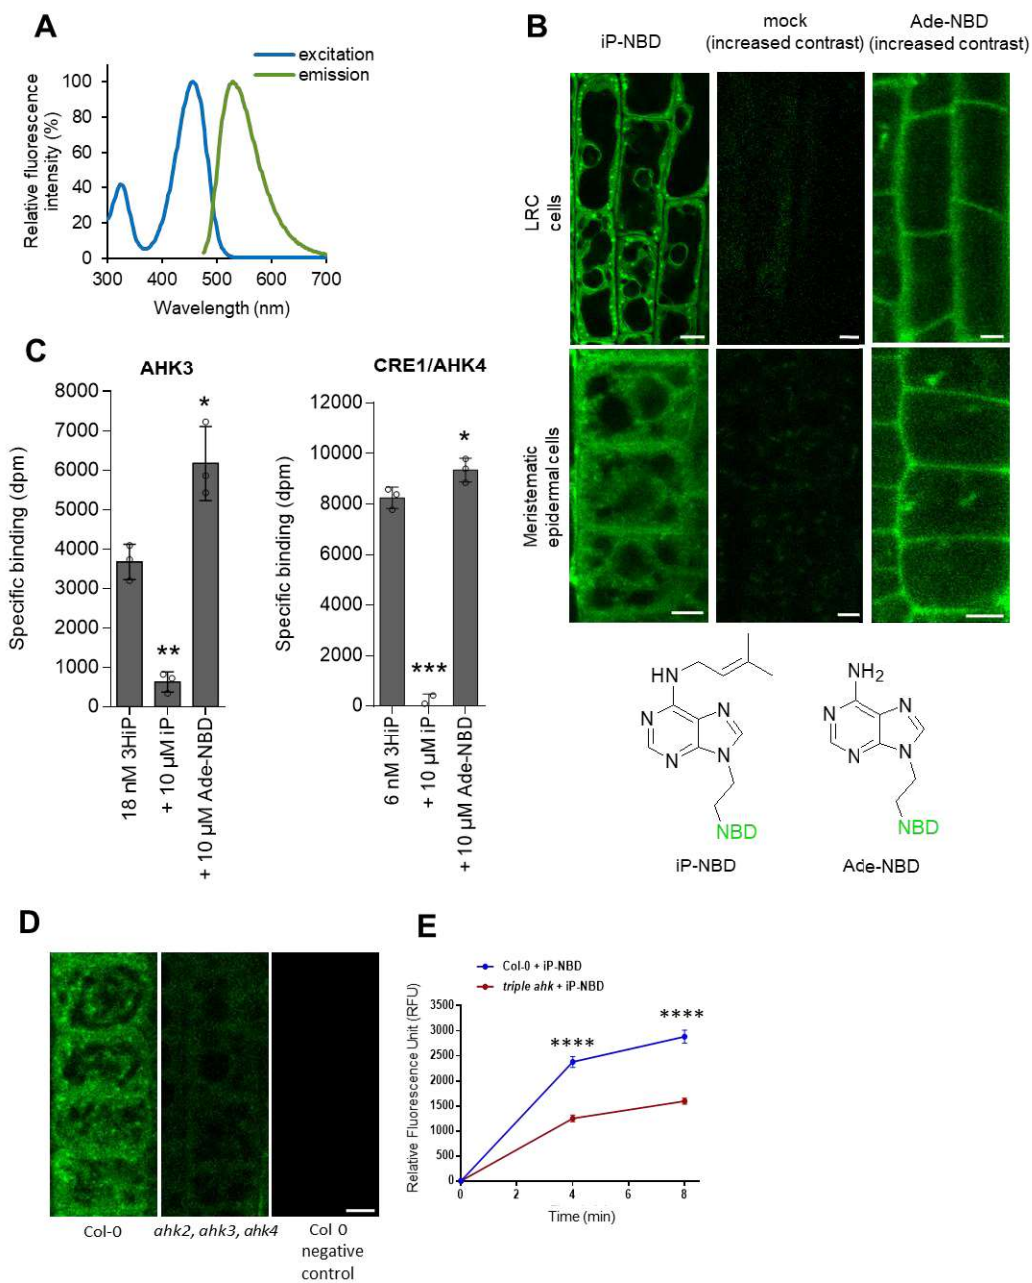 A
excitation
emission
Relative fluorescence
intensity (%)
100
80
60
40
20
0
300
400
500
600
700
Wavelength (nm)
B
iP-NBD
mock
(increased contrast)
Ade-NBD
(increased contrast)
LRC
cells
Meristematic
epidermal cells
HN
N
N
N
N
NBD
iP-NBD
NH2
N
N
N
N
NBD
Ade-NBD
C
AHK3
Specific binding (dpm)
8000
7000
6000
5000
4000
3000
2000
1000
0
**
*
18 nM 3HiP
+ 10 µM iP
+ 10 µM Ade-NBD
CRE1/AHK4
Specific binding (dpm)
12000
10000
8000
6000
4000
2000
0
***
*
6 nM 3HiP
+ 10 µM iP
+ 10 µM Ade-NBD
D
Col-0
ahk2, ahk3, ahk4
Col 0
negative
control
E
Col-0 + iP-NBD
triple ahk + iP-NBD
Relative Fluorescence Unit (RFU)
3500
3000
2500
2000
1500
1000
500
0
****
****
0
2
4
6
8
Time (min)